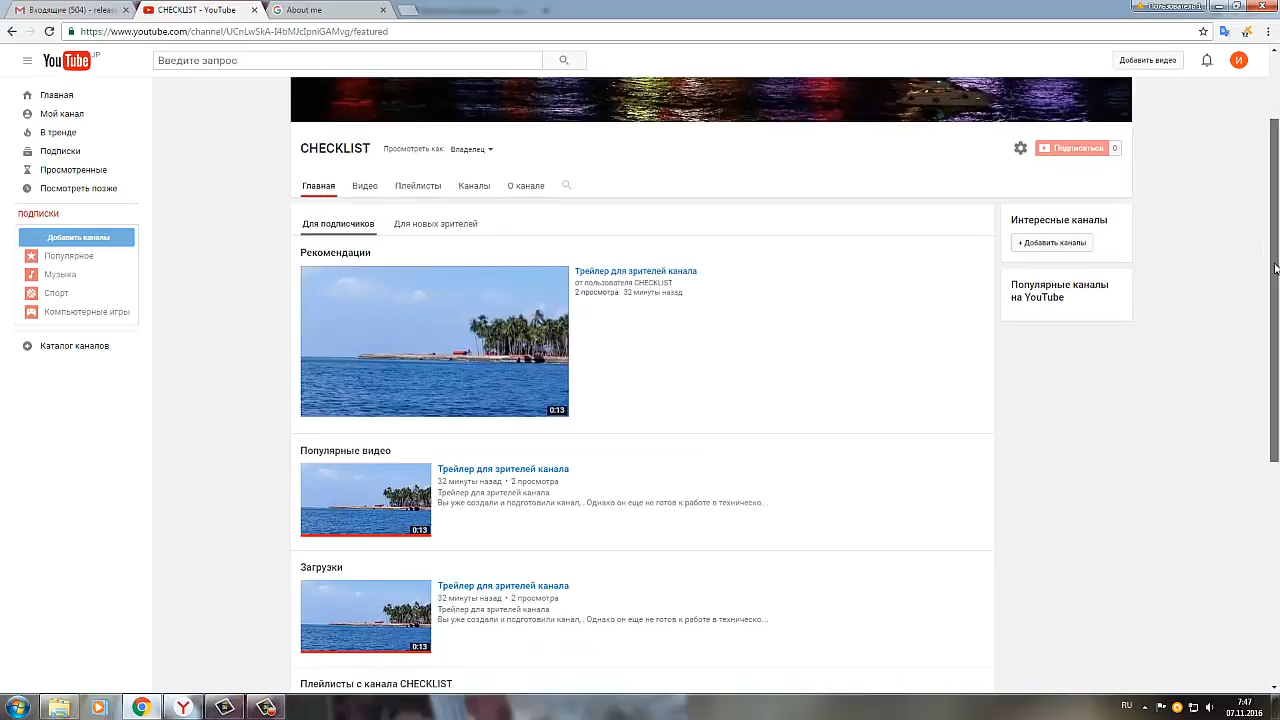 Входящие (504) - releas
CHECKLIST - YouTube
About me
Пользователь 1
https://www.youtube.com/channel/UCnLwSkA-I4bMJcIpniGAMvg/featured
YouTube JP
Введите запрос
Добавить видео
И
Главная
Мой канал
В тренде
Подписки
Просмотренные
Посмотреть позже
ПОДПИСКИ
Добавить каналы
Популярное
Музыка
Спорт
Компьютерные игры
Каталог каналов
CHECKLIST
Просмотреть как: Владелец
Подписаться 0
Главная Видео Плейлисты Каналы О канале
Для подписчиков Для новых зрителей
Рекомендации
0:13
Трейлер для зрителей канала
от пользователя CHECKLIST
2 просмотра 32 минуты назад
Популярные видео
0:13
Трейлер для зрителей канала
32 минуты назад • 2 просмотра
Трейлер для зрителей канала
Вы уже создали и подготовили канал, . Однако он еще не готов к работе в техническо...
Загрузки
0:13
Трейлер для зрителей канала
32 минуты назад • 2 просмотра
Трейлер для зрителей канала
Вы уже создали и подготовили канал, . Однако он еще не готов к работе в техническо...
Плейлисты с канала CHECKLIST
Интересные каналы
+ Добавить каналы
Популярные каналы
на YouTube
RU
7:47
07.11.2016